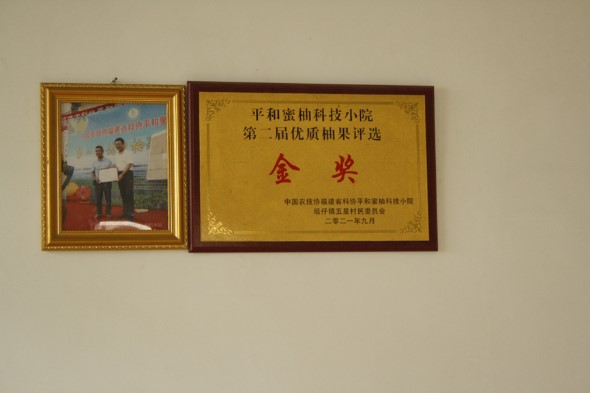 平和蜜柚科技小院
第二届优质柚果评选
金奖
中国农技协福建省科协平和蜜柚科技小院
坂仔镇五星村民委员会
二零二一年九月